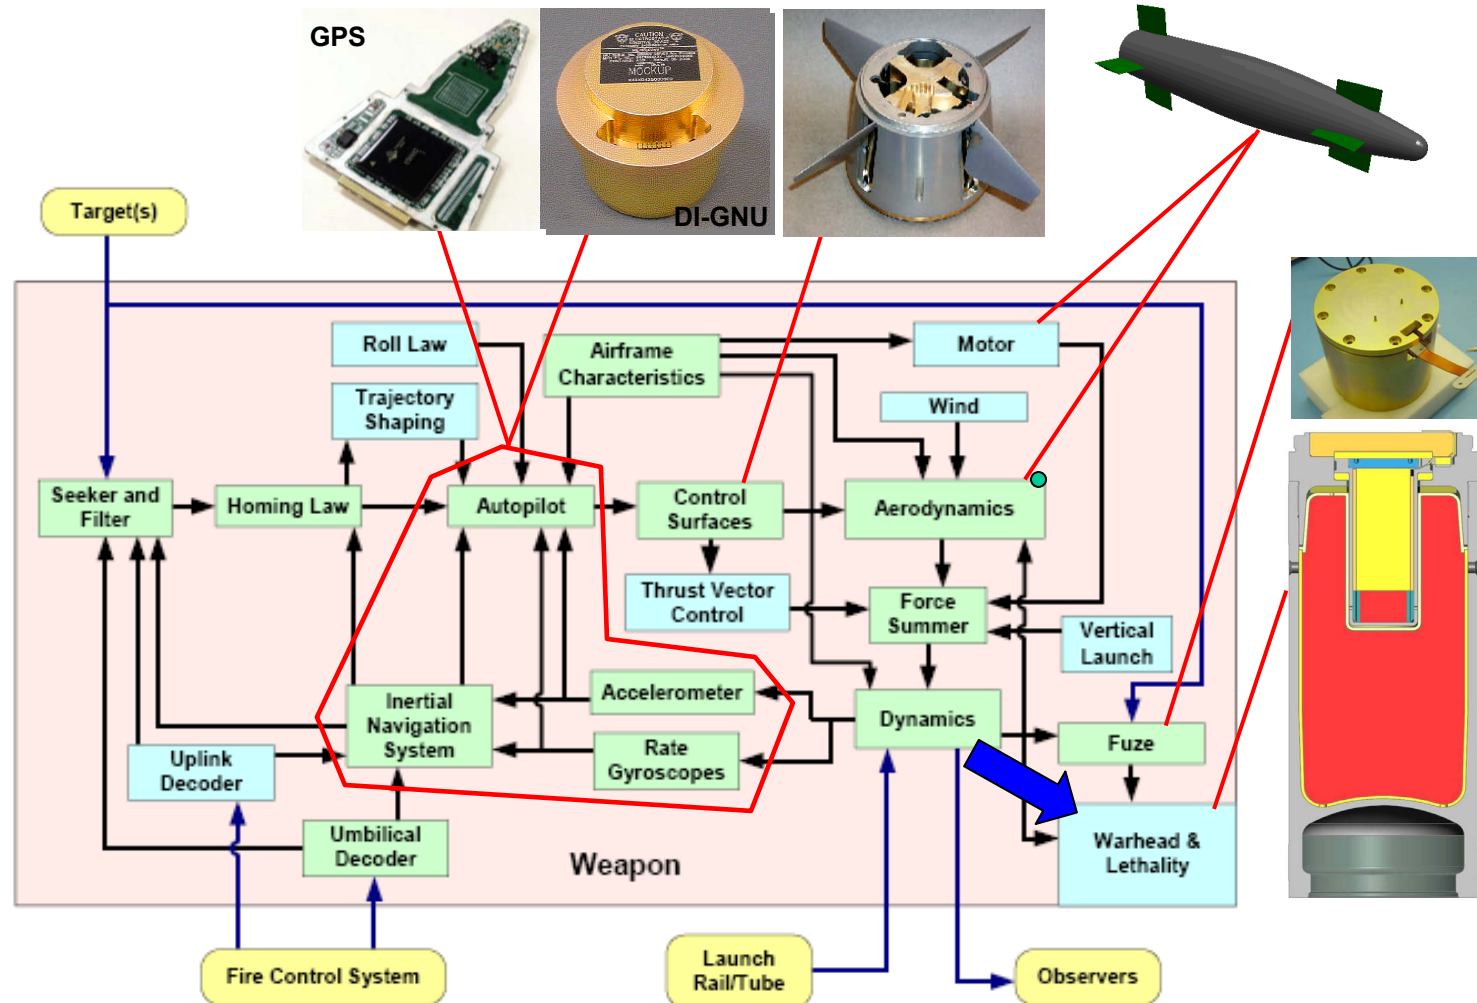 GPS
CAUTION
MOCKUP
DI-GNU
Target(s)
Roll Law
Airframe
Characteristics
Motor
Trajectory
Shaping
Wind
Seeker and
Filter
Homing Law
Autopilot
Control
Surfaces
Aerodynamics
Thrust Vector
Control
Force
Summer
Vertical
Launch
Inertial
Navigation
System
Accelerometer
Dynamics
Rate
Gyroscopes
Fuze
Uplink
Decoder
Umbilical
Decoder
Weapon
Warhead &
Lethality
Fire Control System
Launch
Rail/Tube
Observers